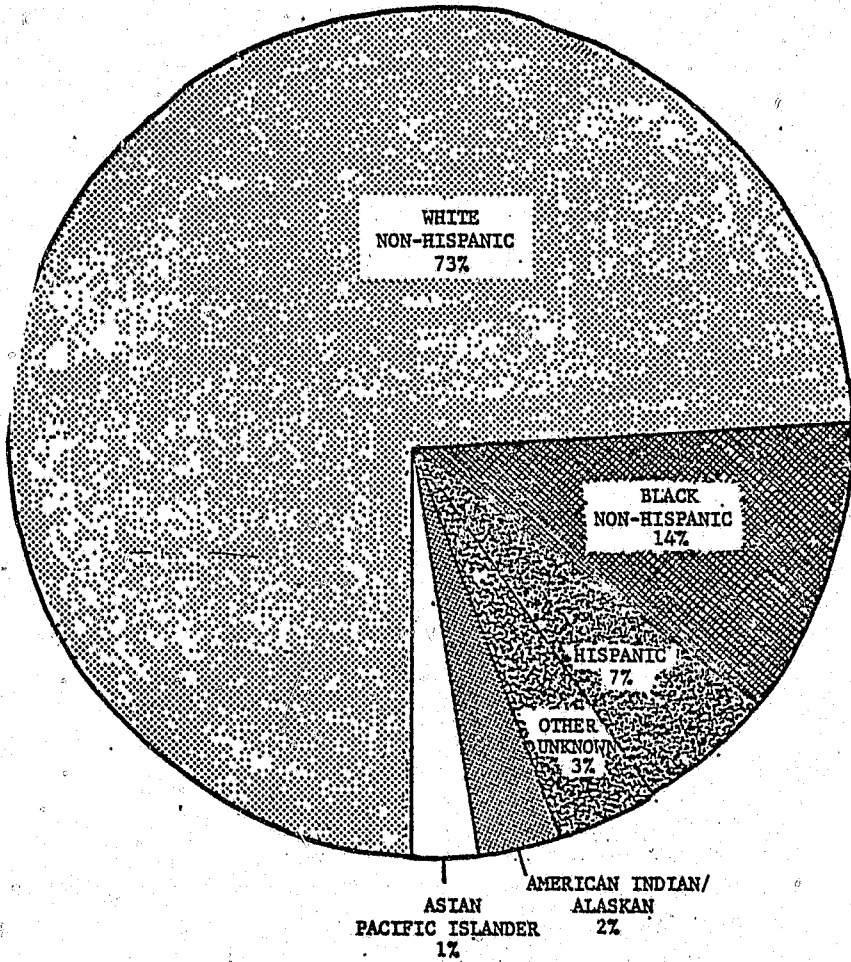 WHITE
NON-HISPANIC
73%
BLACK
NON-HISPANIC
14%
HISPANIC
7%
OTHER
UNKNOWN
3%
AMERICAN INDIAN/
ALASKAN
2%
ASIAN
PACIFIC ISLANDER
1%